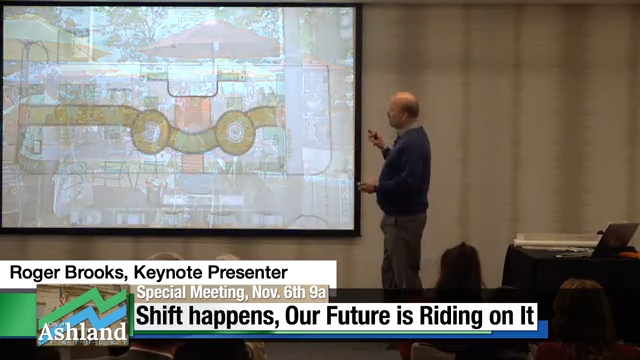 Roger Brooks, Keynote Presenter
Special Meeting, Nov. 6th 9a
Shift happens, Our Future is Riding on It
Ashland